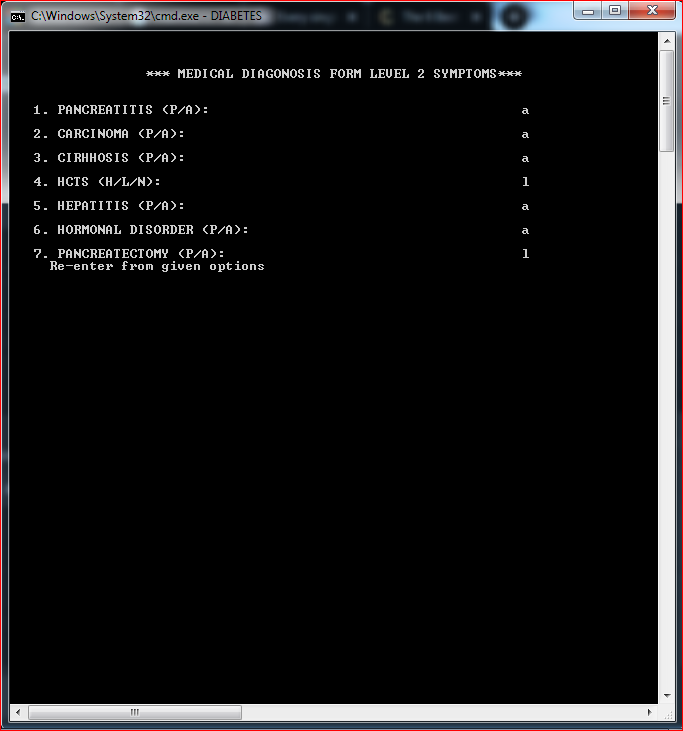 C:\Windows\System32\cmd.exe - DIABETES
*** MEDICAL DIAGONOSIS FORM LEVEL 2 SYMPTOMS***
1. PANCREATITIS (P/A): a
2. CARCINOMA (P/A): a
3. CIRHHOSIS (P/A): a
4. HCTS (H/L/N): l
5. HEPATITIS (P/A): a
6. HORMONAL DISORDER (P/A): a
7. PANCREATECTOMY (P/A): l
Re-enter from given options